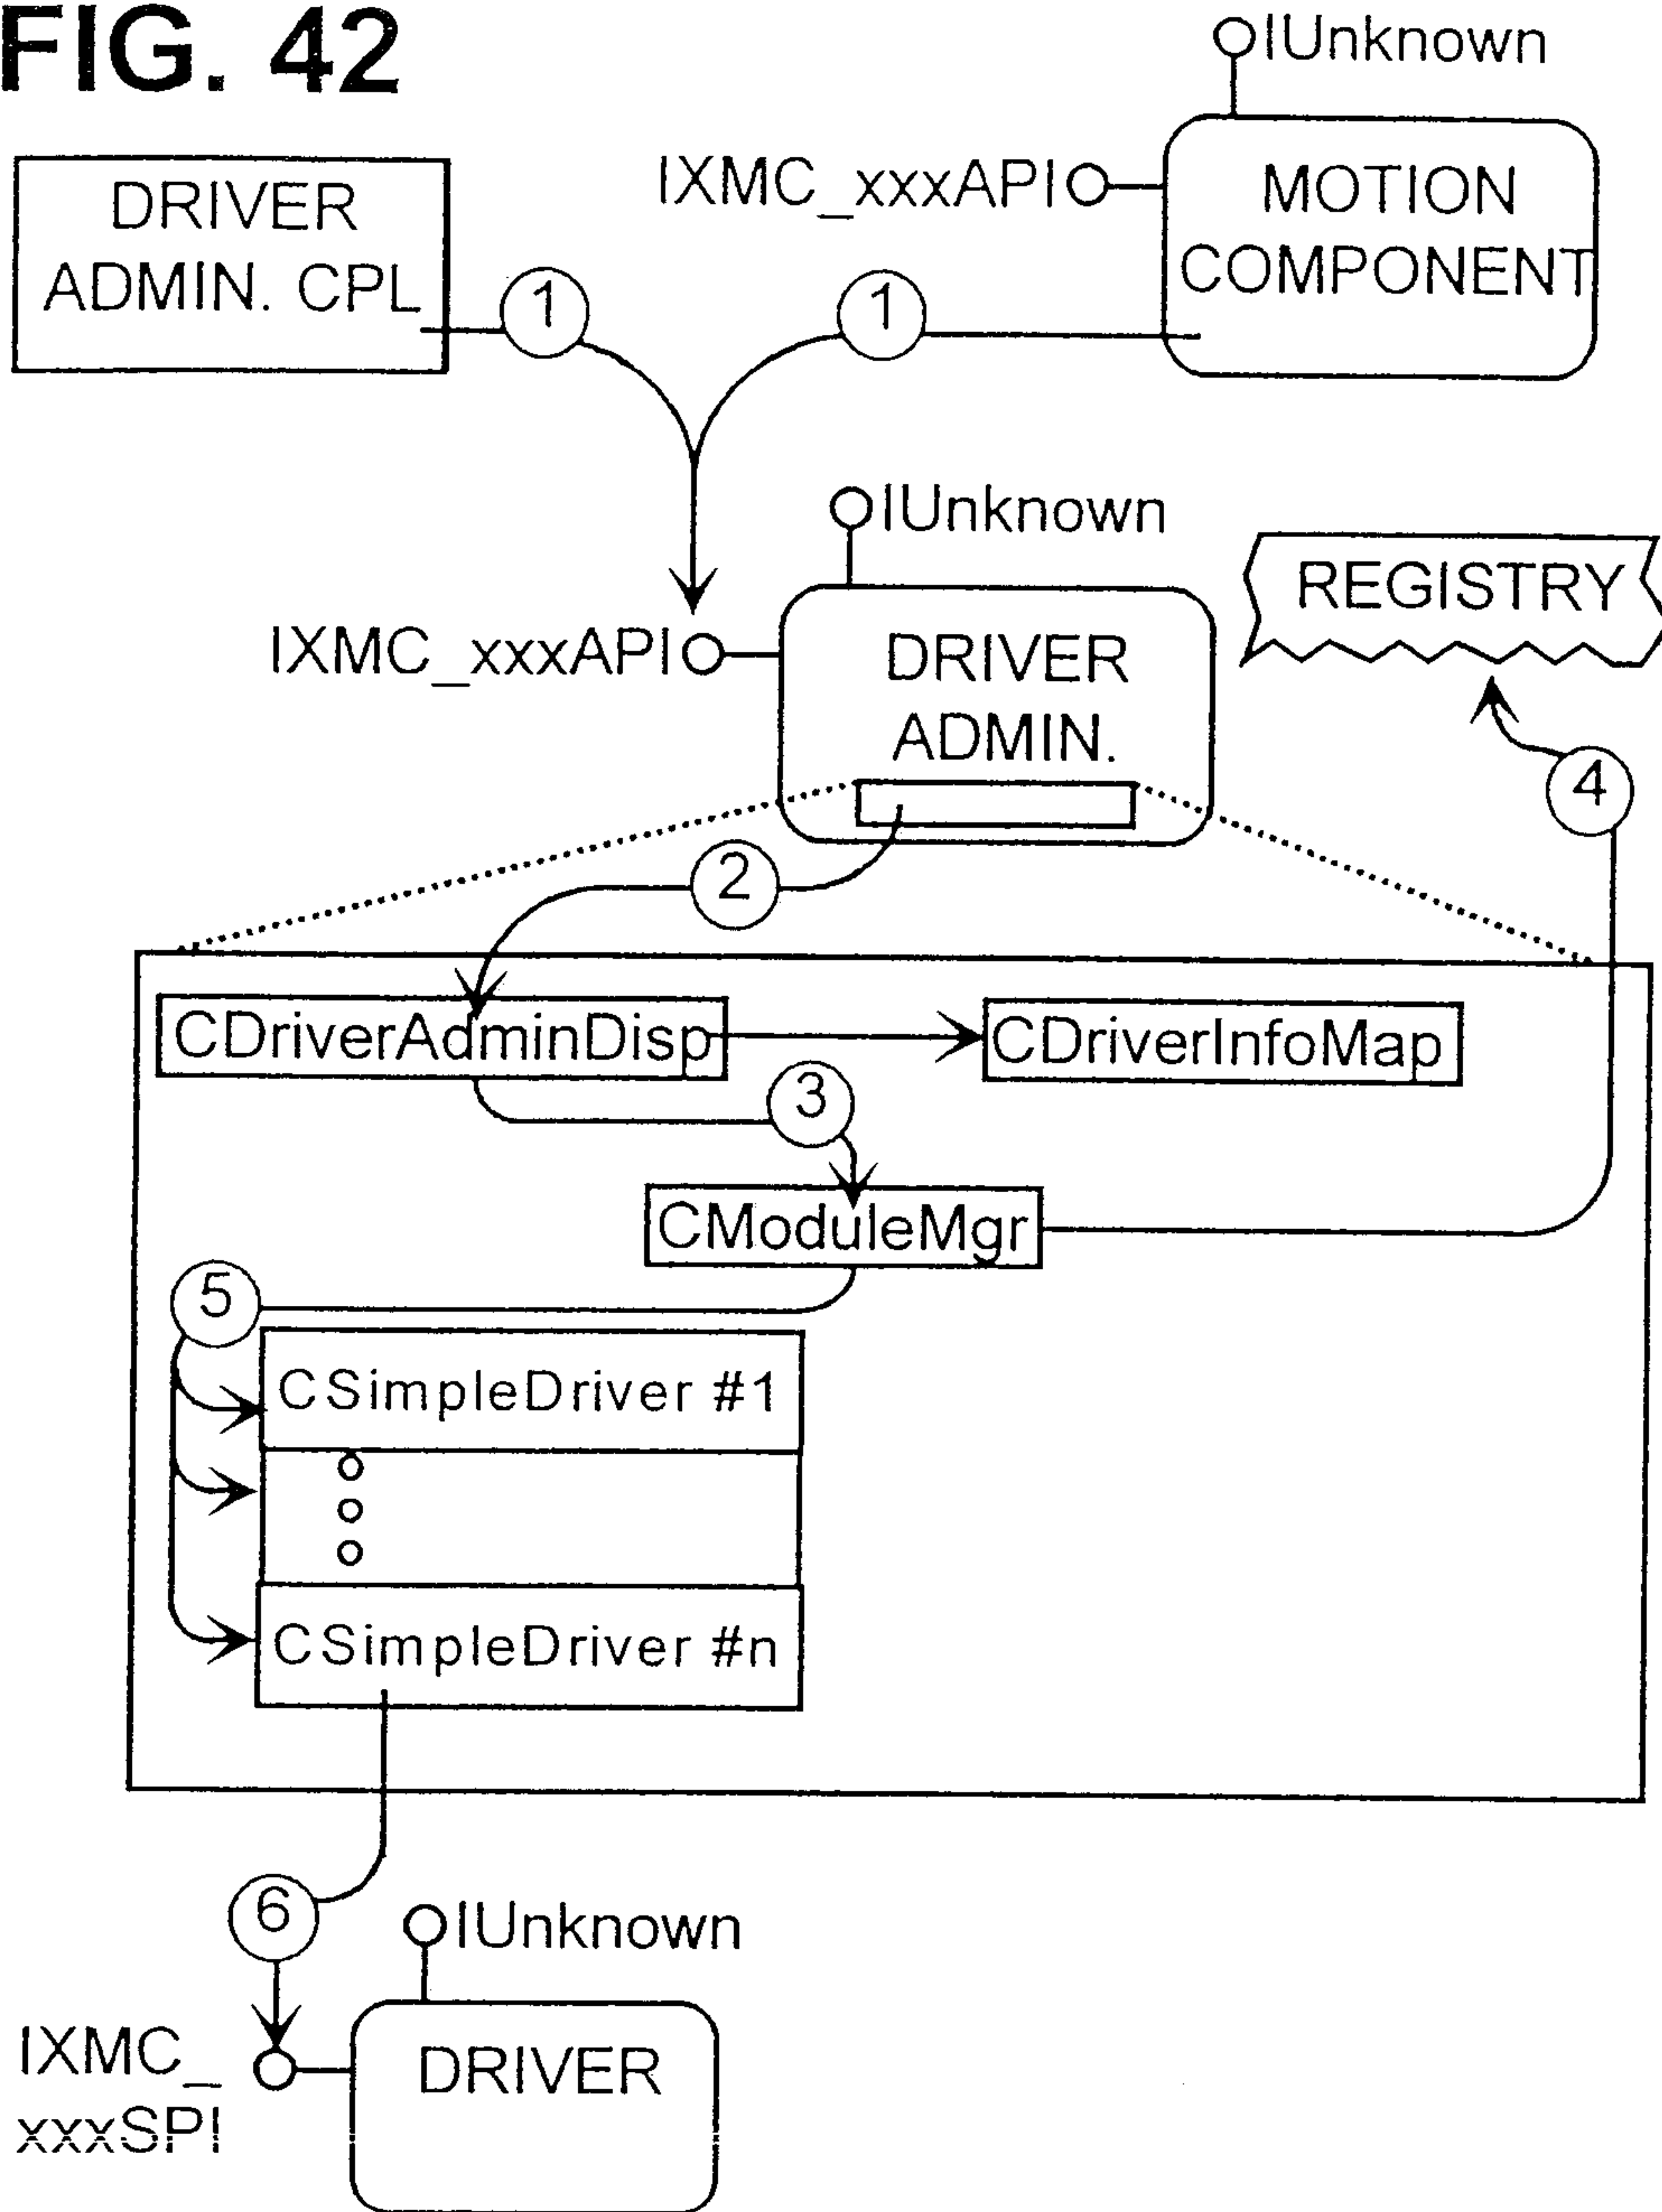 FIG. 42
IUnknown
DRIVER
ADMIN. CPL
IXMC_xxxAPI
MOTION
COMPONENT
1
1
IUnknown
REGISTRY
IXMC_xxxAPI
DRIVER
ADMIN.
4
2
CDriverAdminDisp
CDriverInfoMap
3
CModuleMgr
5
CSimpleDriver #1
CSimpleDriver #n
6
IUnknown
IXMC_
xxxSPI
DRIVER